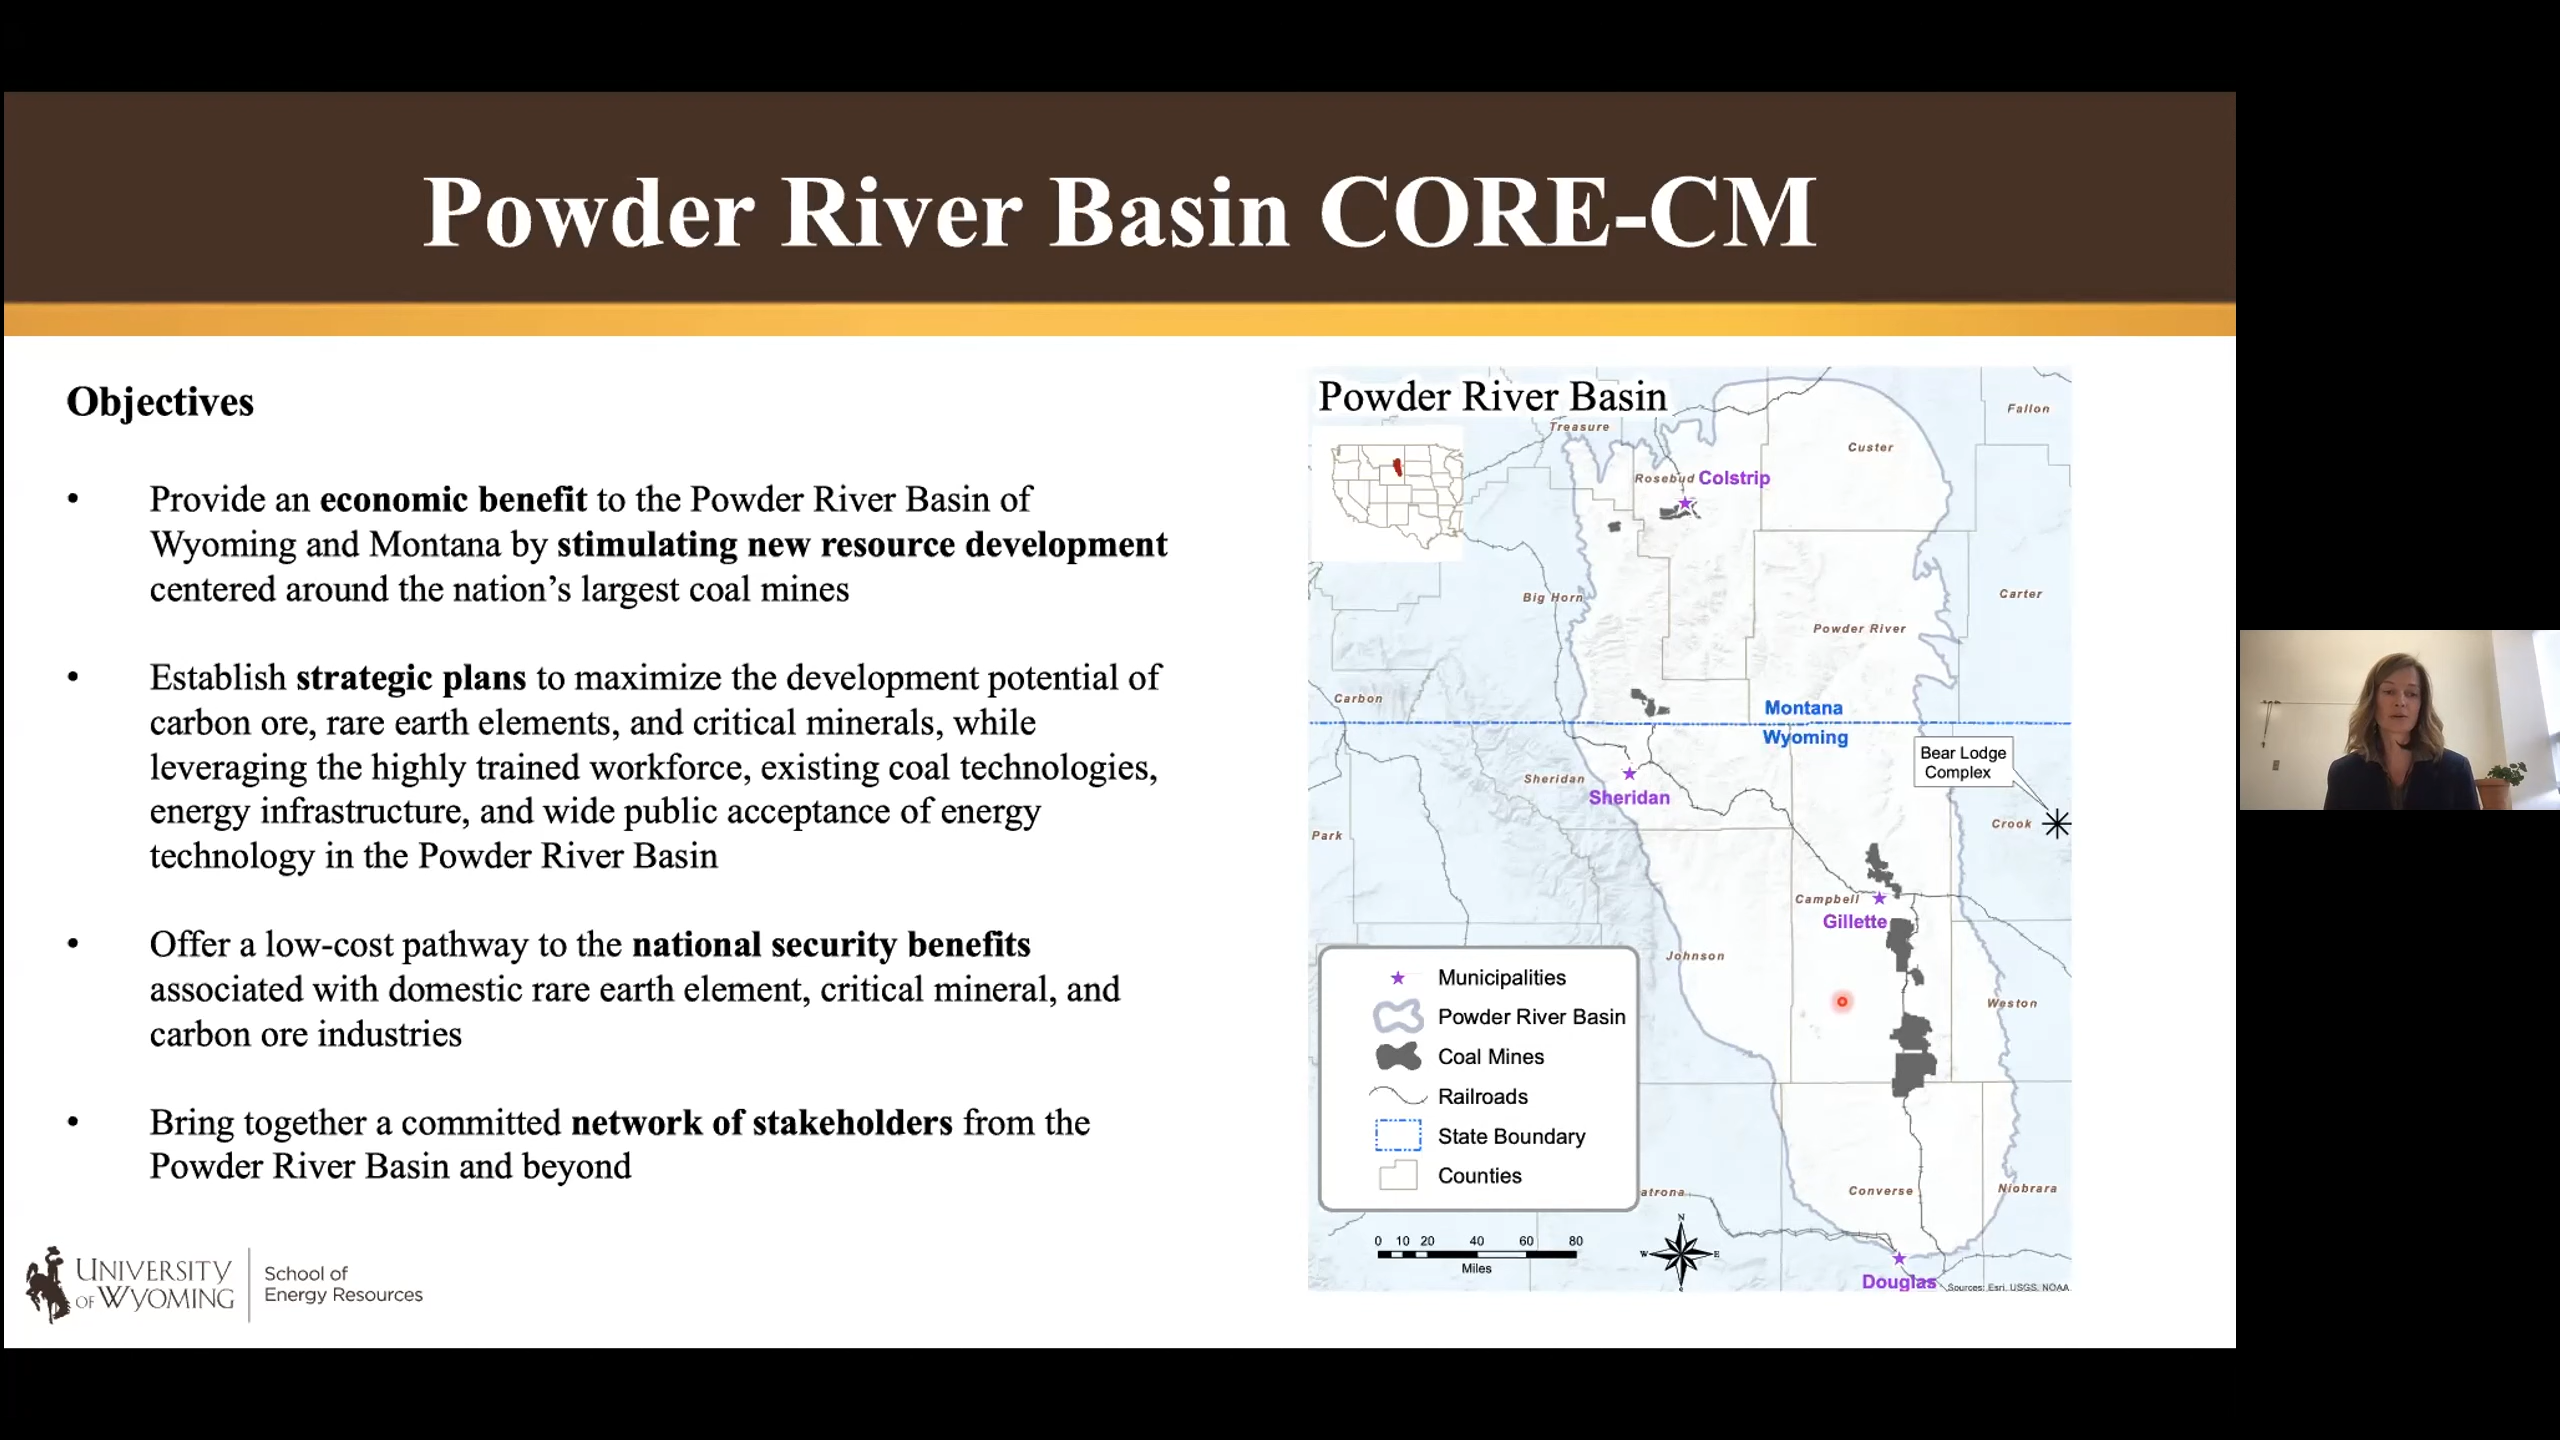 Powder River Basin CORE-CM
Objectives
• Provide an economic benefit to the Powder River Basin of
Wyoming and Montana by stimulating new resource development
centered around the nation’s largest coal mines
• Establish strategic plans to maximize the development potential of
carbon ore, rare earth elements, and critical minerals, while
leveraging the highly trained workforce, existing coal technologies,
energy infrastructure, and wide public acceptance of energy
technology in the Powder River Basin
• Offer a low-cost pathway to the national security benefits
associated with domestic rare earth element, critical mineral, and
carbon ore industries
• Bring together a committed network of stakeholders from the
Powder River Basin and beyond
UNIVERSITY
OF WYOMING
School of
Energy Resources
Powder River Basin
Treasure
Fallon
Custer
Rosebud
Colstrip
Big Horn
Carter
Powder River
Carbon
Montana
Wyoming
Bear Lodge
Complex
Sheridan
Sheridan
Park
Crook
Campbell
Gillette
Johnson
Weston
Municipalities
Powder River Basin
Coal Mines
Railroads
State Boundary
Counties
atrona
Converse
Niobrara
0 10 20 40 60 80
Miles
N
W
E
Douglas
Sources: Esri, USGS, NOAA